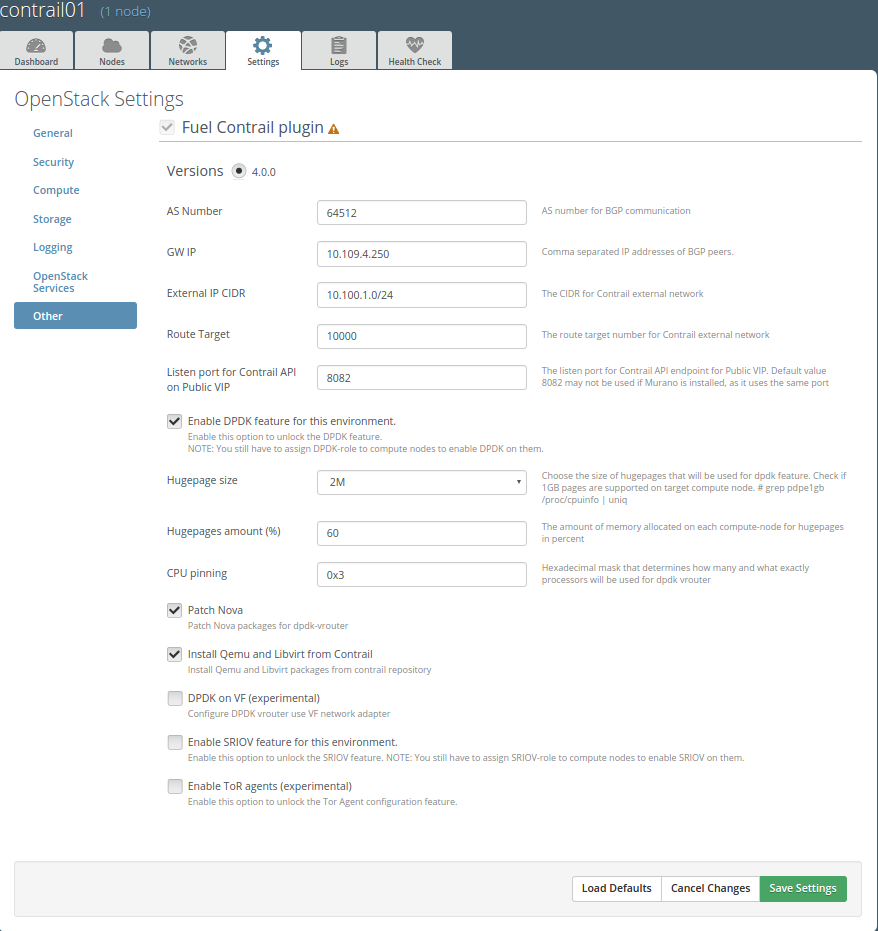 contrail01 (1 node)
Dashboard
Nodes
Networks
Settings
Logs
Health Check
OpenStack Settings
General
Security
Compute
Storage
Logging
OpenStack
Services
Other
Fuel Contrail plugin
Versions 4.0.0
AS Number 64512 AS number for BGP communication
GW IP 10.109.4.250 Comma separated IP addresses of BGP peers.
External IP CIDR 10.100.1.0/24 The CIDR for Contrail external network
Route Target 10000 The route target number for Contrail external network
Listen port for Contrail API
on Public VIP
8082
The listen port for Contrail API endpoint for Public VIP. Default value
8082 may not be used if Murano is installed, as it uses the same port
Enable DPDK feature for this environment.
Enable this option to unlock the DPDK feature.
NOTE: You still have to assign DPDK-role to compute nodes to enable DPDK on them.
Hugepage size
2M
Choose the size of hugepages that will be used for dpdk feature. Check if
1GB pages are supported on target compute node. # grep pdpe1gb
/proc/cpuinfo | uniq
Hugepages amount (%)
60
The amount of memory allocated on each compute-node for hugepages
in percent
CPU pinning
0x3
Hexadecimal mask that determines how many and what exactly
processors will be used for dpdk vrouter
Patch Nova
Patch Nova packages for dpdk-vrouter
Install Qemu and Libvirt from Contrail
Install Qemu and Libvirt packages from contrail repository
DPDK on VF (experimental)
Configure DPDK vrouter use VF network adapter
Enable SRIOV feature for this environment.
Enable this option to unlock the SRIOV feature. NOTE: You still have to assign SRIOV-role to compute nodes to enable SRIOV on them.
Enable ToR agents (experimental)
Enable this option to unlock the Tor Agent configuration feature.
Load Defaults
Cancel Changes
Save Settings